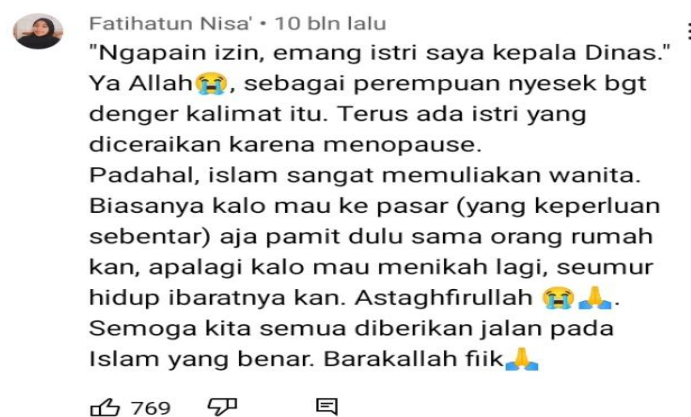 Fatihatun Nisa' • 10 bln lalu
"Ngapain izin, emang istri saya kepala Dinas."
Ya Allah😭, sebagai perempuan nyesek bgt
denger kalimat itu. Terus ada istri yang
diceraikan karena menopause.
Padahal, islam sangat memuliakan wanita.
Biasanya kalo mau ke pasar (yang keperluan
sebentar) aja pamit dulu sama orang rumah
kan, apalagi kalo mau menikah lagi, seumur
hidup ibaratnya kan. Astaghfirullah 😭🙏.
Semoga kita semua diberikan jalan pada
Islam yang benar. Barakallah fiik🙏
769